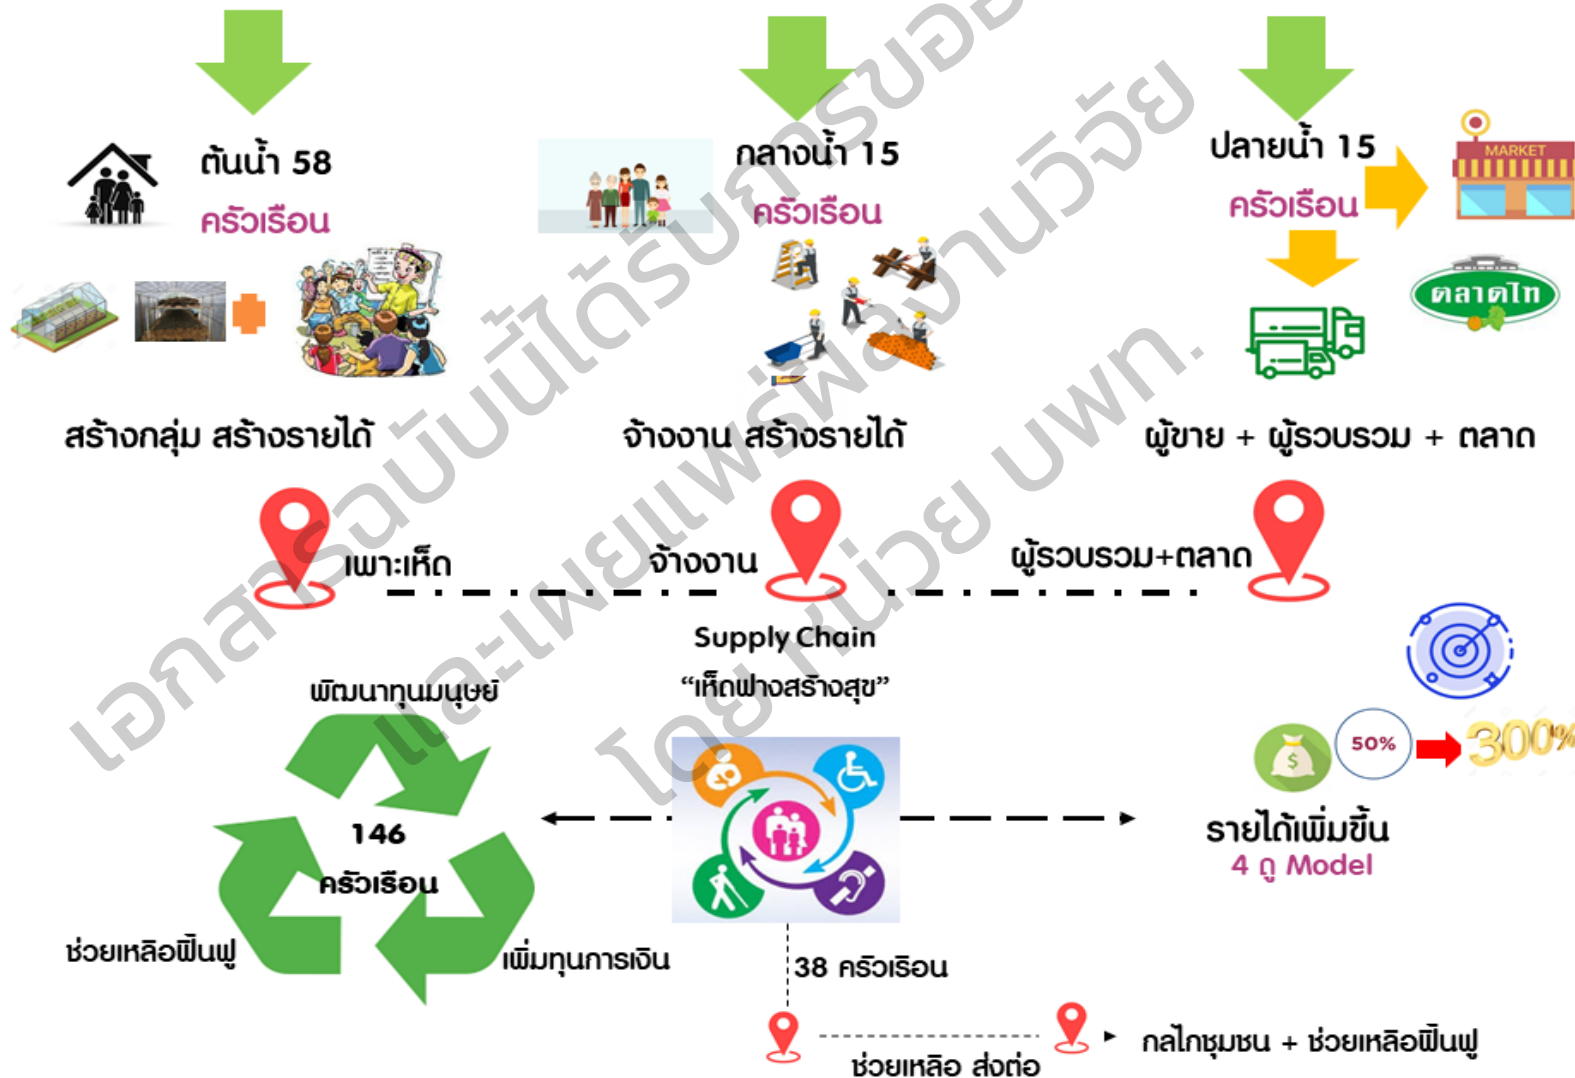 ต้นน้ำ 58
ครัวเรือน
กลางน้ำ 15
ครัวเรือน
ปลายน้ำ 15
ครัวเรือน
MARKET
ตลาดไท
สร้างกลุ่ม สร้างรายได้
จ้างงาน สร้างรายได้
ผู้ขาย + ผู้รวบรวม + ตลาด
เพาะเห็ด
จ้างงาน
ผู้รวบรวม+ตลาด
Supply Chain
“เห็ดฟางสร้างสุข”
พัฒนาทุนมนุษย์
146
ครัวเรือน
ช่วยเหลือฟื้นฟู
เพิ่มทุนการเงิน
50%
300%
รายได้เพิ่มขึ้น
4 ดู Model
38 ครัวเรือน
ช่วยเหลือ ส่งต่อ
กลไกชุมชน + ช่วยเหลือฟื้นฟู
เอกสารฉบับนี้ได้รับการขออ
และเผยแพร่ผลงานวิจัย
โดย หน่วย บพท.